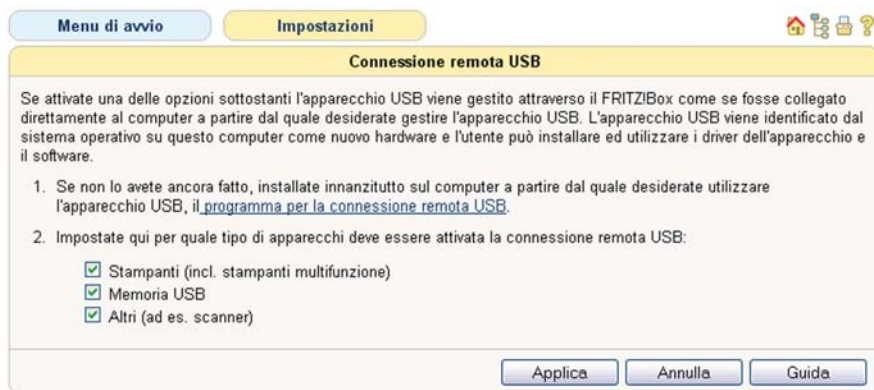 Menu di avvio
Impostazioni
Connessione remota USB
Se attivate una delle opzioni sottostanti l'apparecchio USB viene gestito attraverso il FRITZ!Box come se fosse collegato
direttamente al computer a partire dal quale desiderate gestire l'apparecchio USB. L'apparecchio USB viene identificato dal
sistema operativo su questo computer come nuovo hardware e l'utente può installare ed utilizzare i driver dell'apparecchio e
il software.
1. Se non lo avete ancora fatto, installate innanzitutto sul computer a partire dal quale desiderate utilizzare
l'apparecchio USB, il programma per la connessione remota USB.
2. Impostate qui per quale tipo di apparecchi deve essere attivata la connessione remota USB:
Stampanti (incl. stampanti multifunzione)
Memoria USB
Altri (ad es. scanner)
Applica
Annulla
Guida